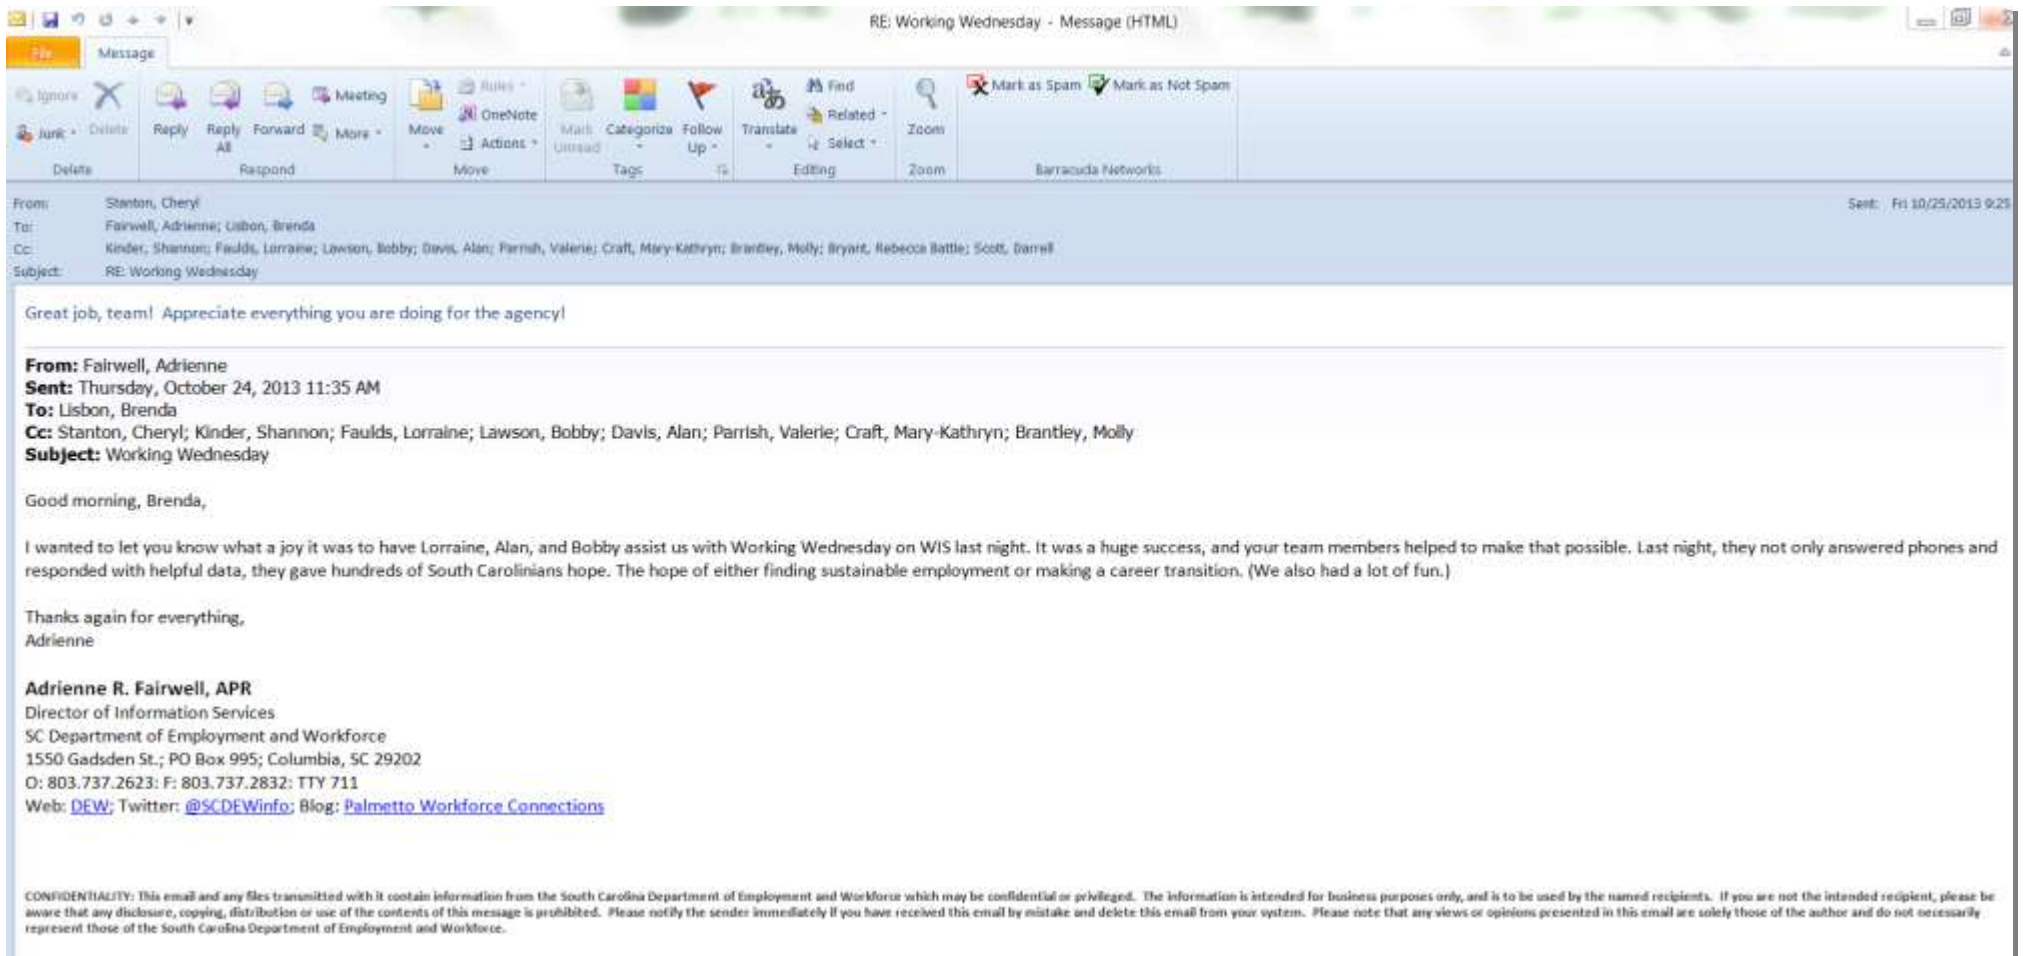 RE: Working Wednesday - Message (HTML)
File Message
Ignore
Junk
Delete
Reply
Reply All
Forward
Meeting
More
Move
Rules
OneNote
Actions
Mark Unread
Categorize
Follow Up
Translate
Find
Related
Select
Zoom
Mark as Spam Mark as Not Spam
Delete Respond Move Tags Editing Zoom Barracuda Networks
From: Stanton, Cheryl Sent: Fri 10/25/2013 9:25
To: Fairwell, Adrienne; Lisbon, Brenda
Cc: Kinder, Shannon; Faulds, Lorraine; Lawson, Bobby; Davis, Alan; Parrish, Valerie; Craft, Mary-Kathryn; Brantley, Molly; Bryant, Rebecca Battle; Scott, Darrell
Subject: RE: Working Wednesday
Great job, team! Appreciate everything you are doing for the agency!
From: Fairwell, Adrienne
Sent: Thursday, October 24, 2013 11:35 AM
To: Lisbon, Brenda
Cc: Stanton, Cheryl; Kinder, Shannon; Faulds, Lorraine; Lawson, Bobby; Davis, Alan; Parrish, Valerie; Craft, Mary-Kathryn; Brantley, Molly
Subject: Working Wednesday
Good morning, Brenda,
I wanted to let you know what a joy it was to have Lorraine, Alan, and Bobby assist us with Working Wednesday on WIS last night. It was a huge success, and your team members helped to make that possible. Last night, they not only answered phones and
responded with helpful data, they gave hundreds of South Carolinians hope. The hope of either finding sustainable employment or making a career transition. (We also had a lot of fun.)
Thanks again for everything,
Adrienne
Adrienne R. Fairwell, APR
Director of Information Services
SC Department of Employment and Workforce
1550 Gadsden St.; PO Box 995; Columbia, SC 29202
O: 803.737.2623: F: 803.737.2832: TTY 711
Web: DEW; Twitter: @SCDEWinfo; Blog: Palmetto Workforce Connections
CONFIDENTIALITY: This email and any files transmitted with it contain information from the South Carolina Department of Employment and Workforce which may be confidential or privileged. The information is intended for business purposes only, and is to be used by the named recipients. If you are not the intended recipient, please be
aware that any disclosure, copying, distribution or use of the contents of this message is prohibited. Please notify the sender immediately if you have received this email by mistake and delete this email from your system. Please note that any views or opinions presented in this email are solely those of the author and do not necessarily
represent those of the South Carolina Department of Employment and Workforce.